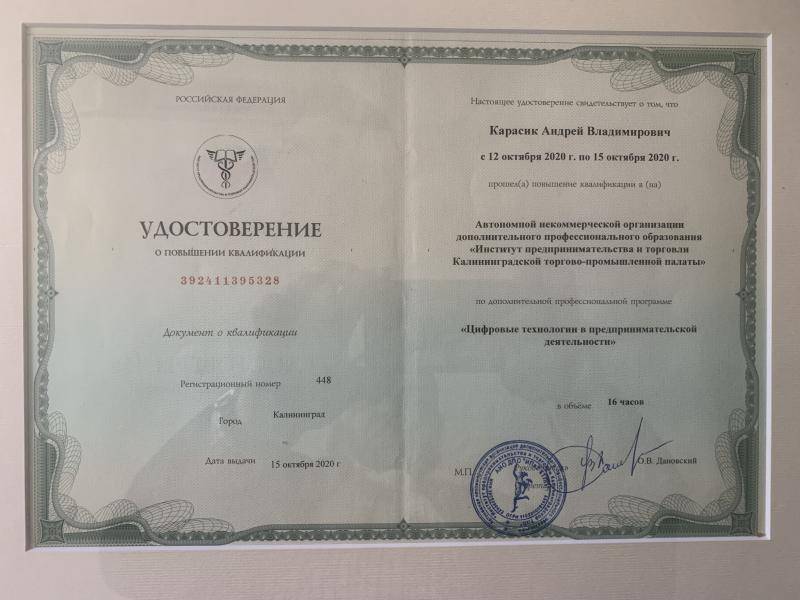 РОССИЙСКАЯ ФЕДЕРАЦИЯ
УДОСТОВЕРЕНИЕ
О ПОВЫШЕНИИ КВАЛИФИКАЦИИ
392411395328
Документ о квалификации
Регистрационный номер 448
Город Калининград
Дата выдачи 15 октября 2020 г
Настоящее удостоверение свидетельствует о том, что
Карасик Андрей Владимирович
с 12 октября 2020 г. по 15 октября 2020 г.
прошел(а) повышение квалификации в (на)
Автономной некоммерческой организации
дополнительного профессионального образования
«Институт предпринимательства и торговли
Калининградской торгово-промышленной палаты»
по дополнительной профессиональной программе
«Цифровые технологии в предпринимательской
деятельности»
в объёме 16 часов
М.П.
О.В. Дановский